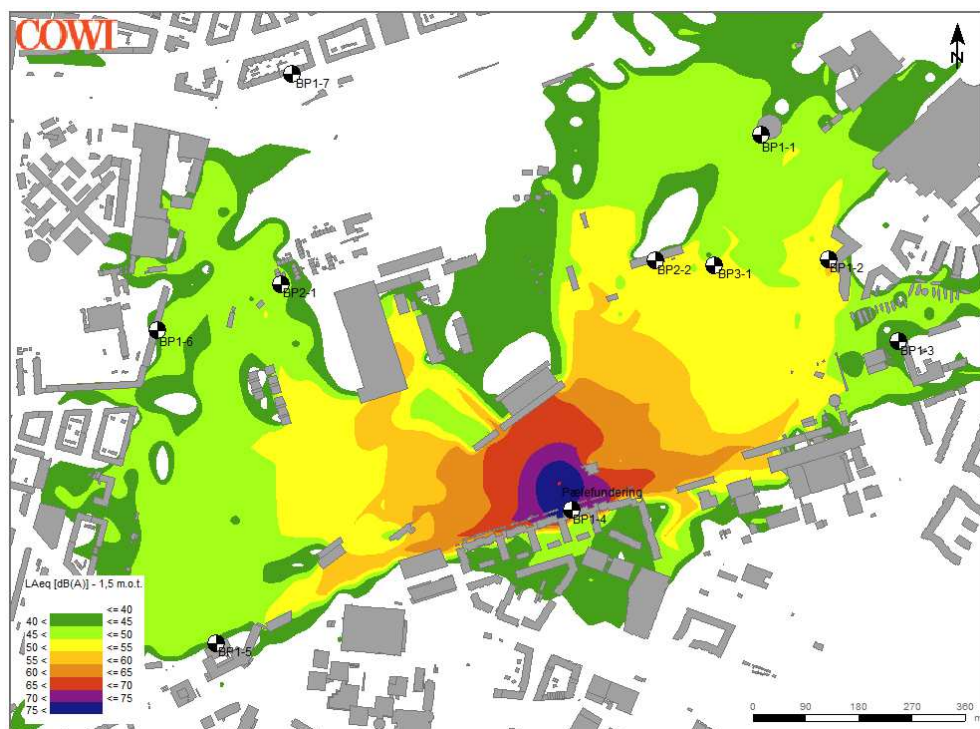 COWI
N
BP1-7
BP1-1
BP2-2
BP3-1
BP1-2
BP2-1
BP1-6
BP1-3
Pælefundering
BP1-4
BP1-5
LAeq [dB(A)] - 1,5 m.o.t.
<= 40
40 < <= 45
45 < <= 50
50 < <= 55
55 < <= 60
60 < <= 65
65 < <= 70
70 < <= 75
75 <
0 90 180 270 360
m